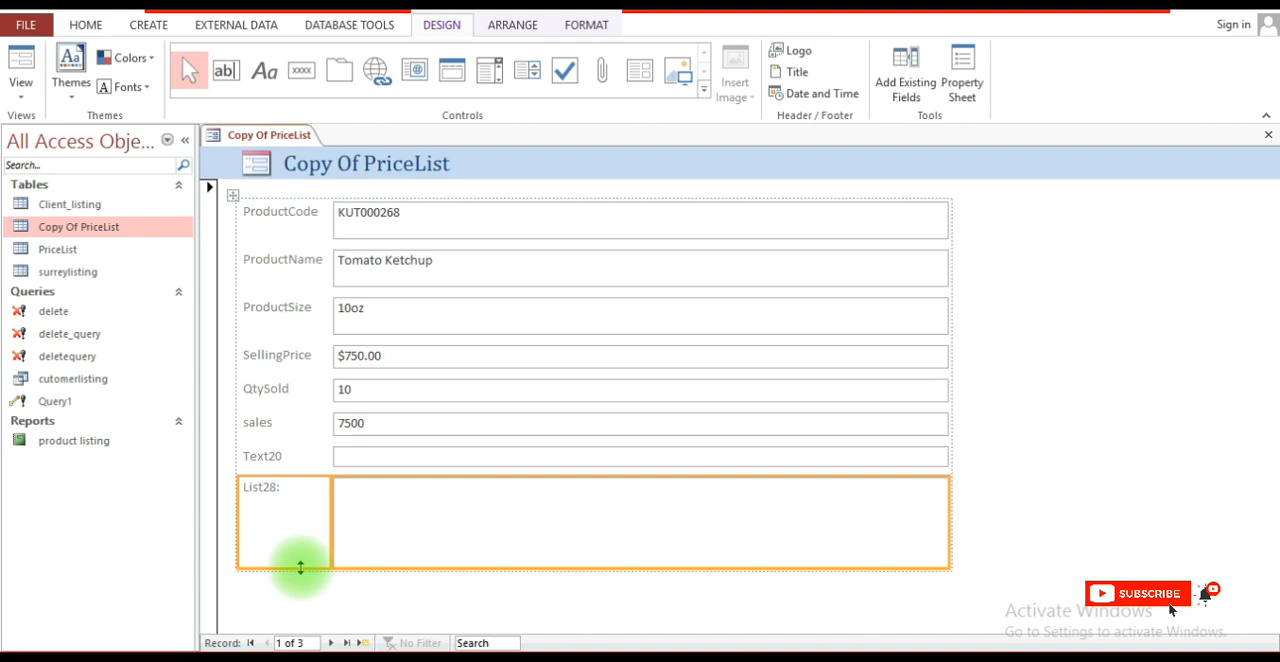 FILE HOME CREATE EXTERNAL DATA DATABASE TOOLS DESIGN ARRANGE FORMAT Sign in
View
Views
Themes
Colors
Fonts
Themes
ab|
Aa
xxxx
Controls
Insert
Image
Logo
Title
Date and Time
Header / Footer
Add Existing
Fields
Property
Sheet
Tools
All Access Obje...
Search...
Tables
Client_listing
Copy Of PriceList
PriceList
surreylisting
Queries
delete
delete_query
deletequery
cutomerlisting
Query1
Reports
product listing
Copy Of PriceList
Copy Of PriceList
ProductCode KUT000268
ProductName Tomato Ketchup
ProductSize 10oz
SellingPrice $750.00
QtySold 10
sales 7500
Text20
List28:
SUBSCRIBE
Activate Windows
Go to Settings to activate Windows.
Record: 1 of 3 No Filter Search